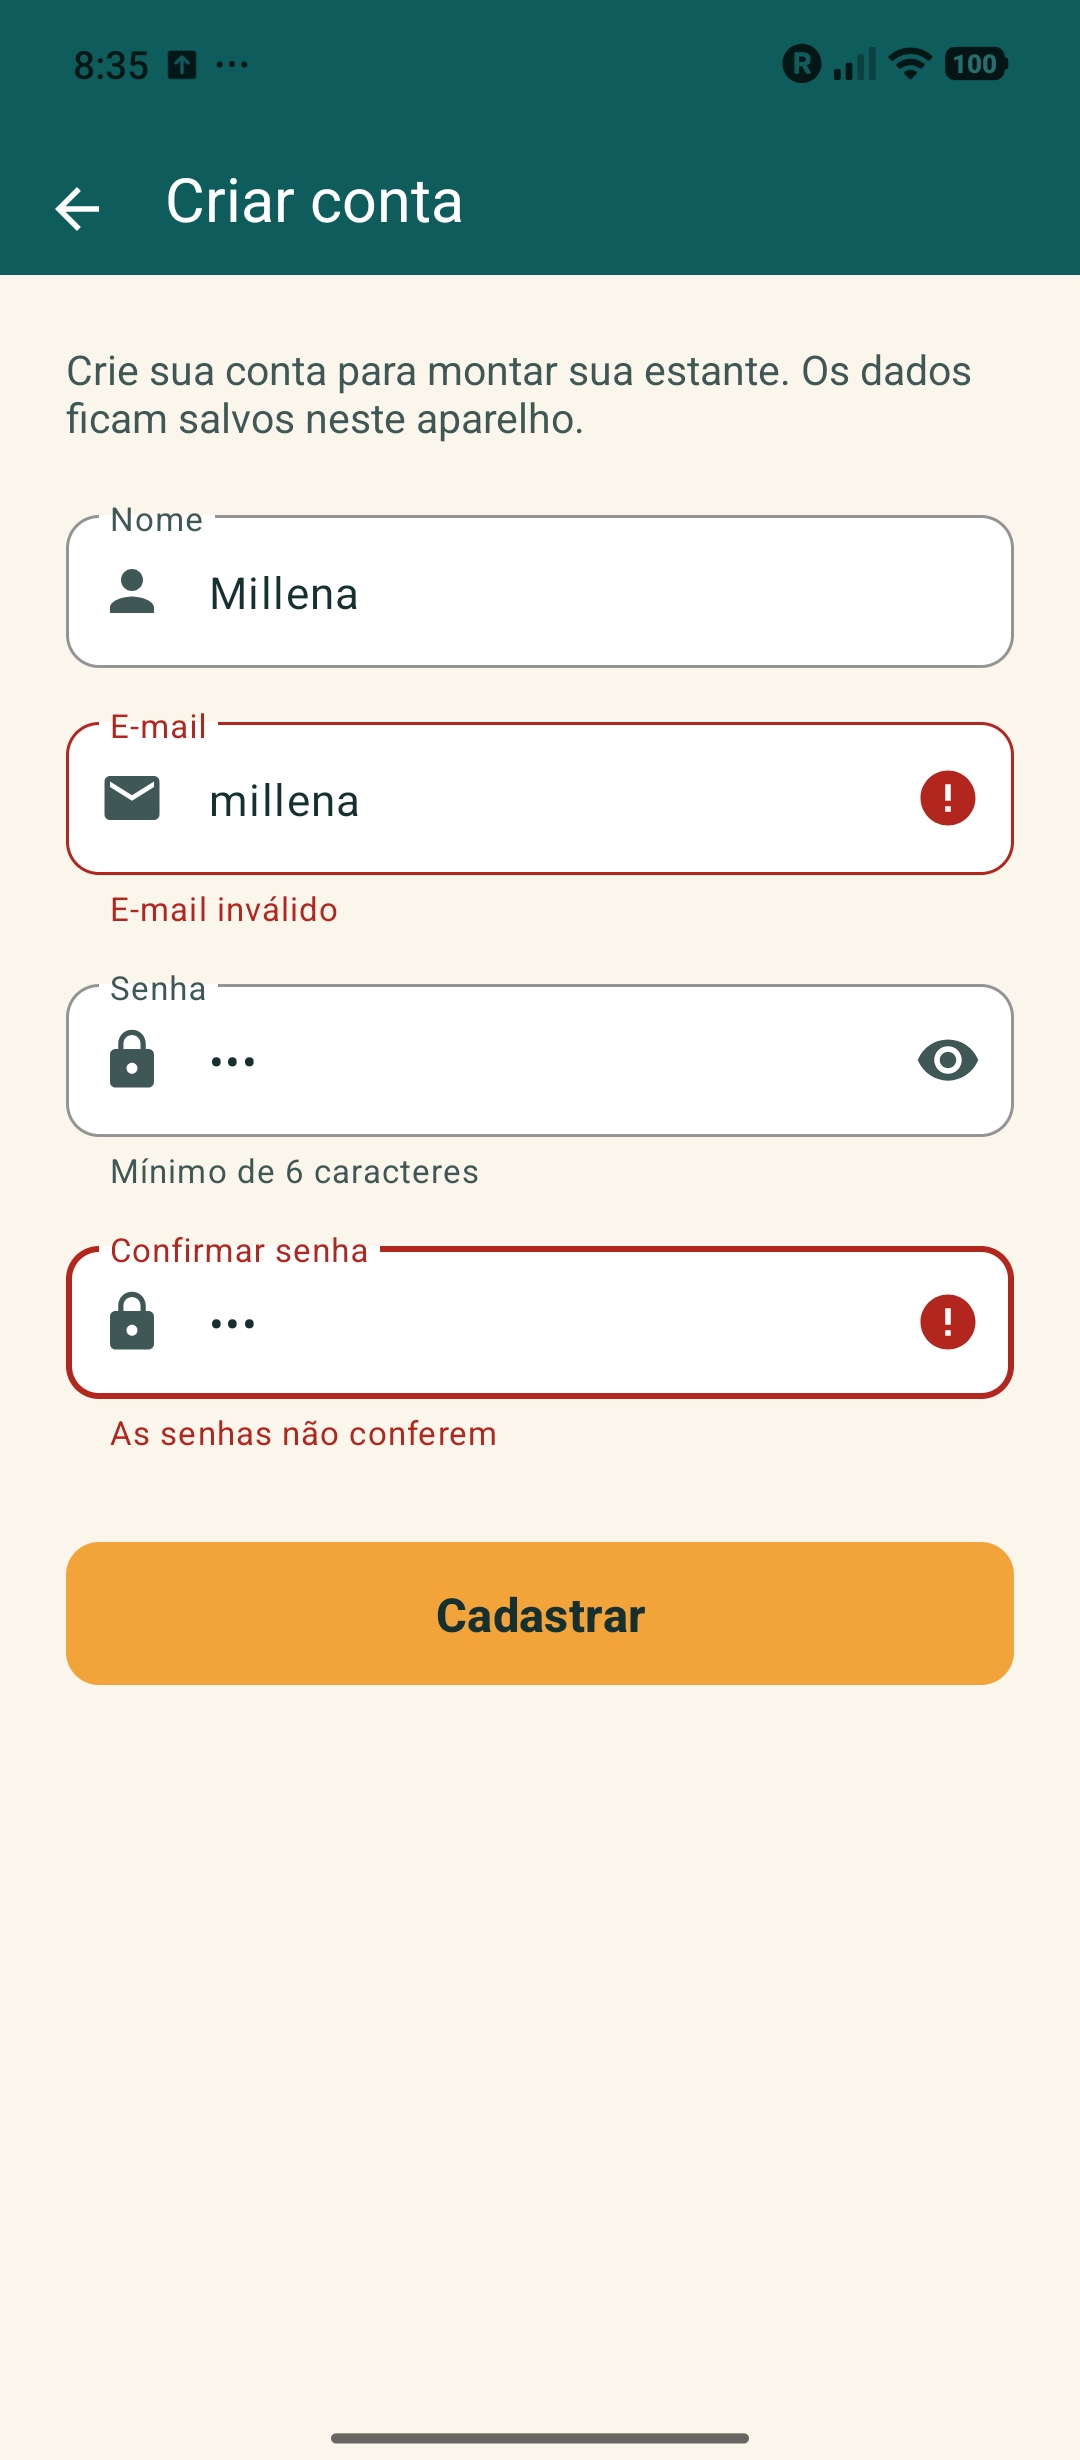 8:35
R
100
Criar conta
Crie sua conta para montar sua estante. Os dados
ficam salvos neste aparelho.
Nome
Millena
E-mail
millena
E-mail inválido
Senha
•••
Mínimo de 6 caracteres
Confirmar senha
•••
As senhas não conferem
Cadastrar